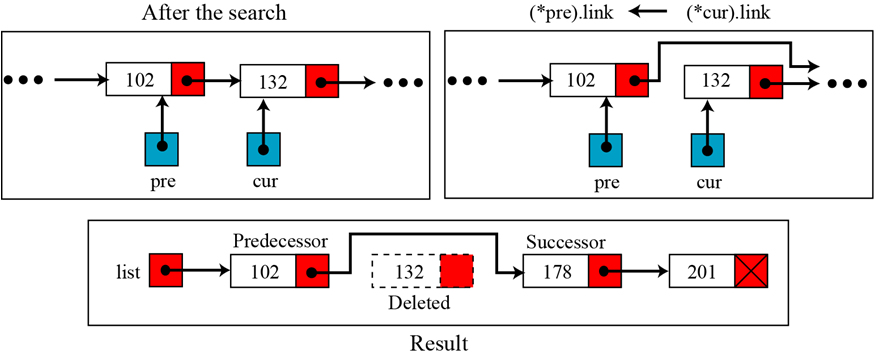 After the search
(*pre).link (*cur).link
102 132
pre cur
102 132
pre cur
Predecessor Successor
list 102 132 178 201
Deleted
Result